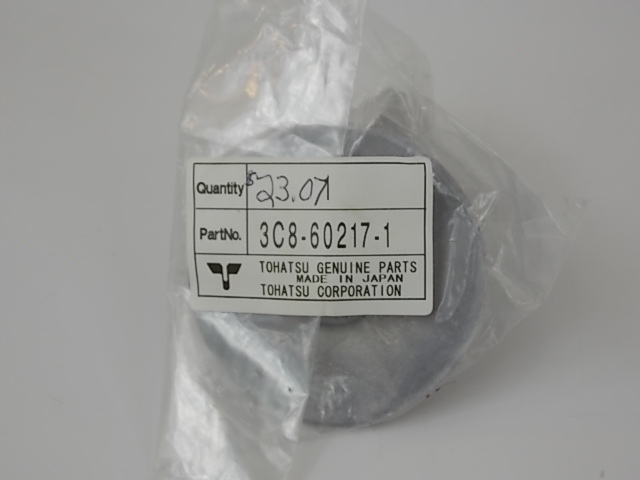 Quantity $23.07
PartNo. 3C8-60217-1
TOHATSU GENUINE PARTS
MADE IN JAPAN
TOHATSU CORPORATION